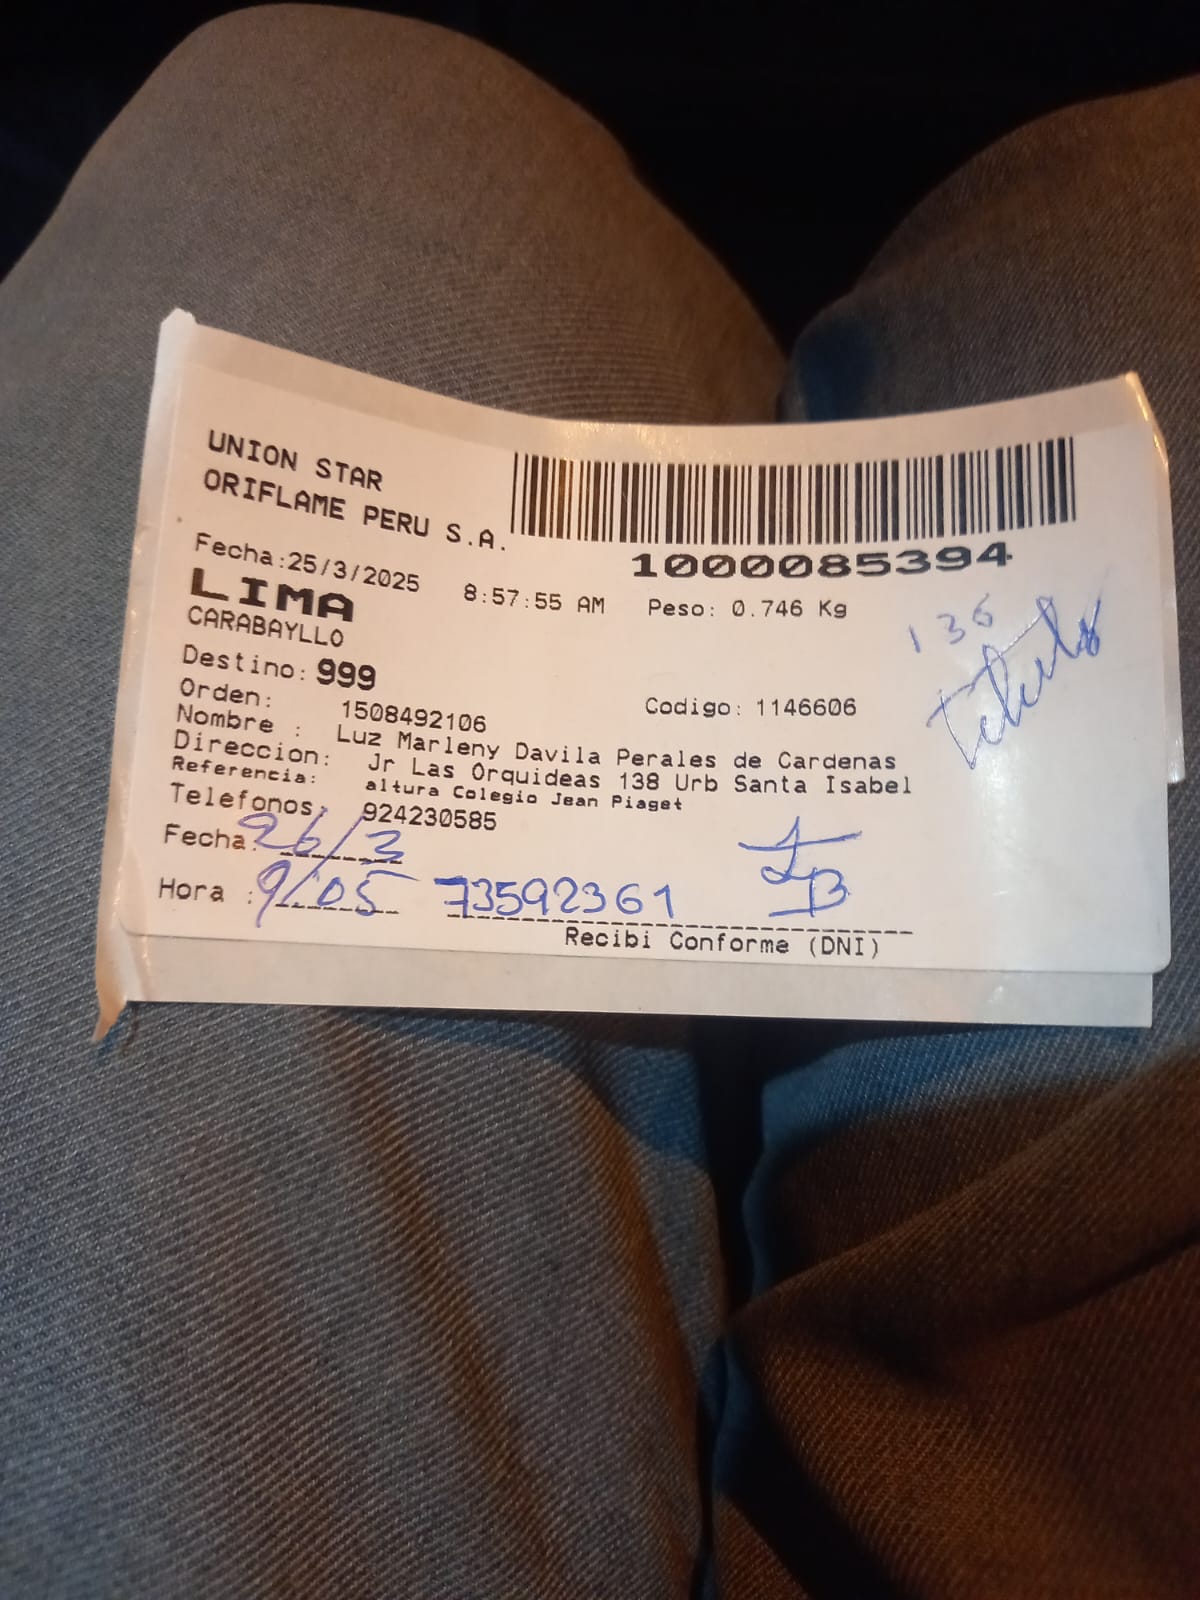 UNION STAR
ORIFLAME PERU S.A.
1000085394
Fecha:25/3/2025 8:57:55 AM Peso: 0.746 Kg
LIMA
CARABAYLLO
136
Destino: 999
Orden: 1508492106 Codigo: 1146606
Nombre : Luz Marleny Davila Perales de Cardenas
Direccion: Jr Las Orquideas 138 Urb Santa Isabel
Referencia: altura Colegio Jean Piaget
Telefonos: 924230585
Fecha: 26/3
Hora : 9:05 73592361
Recibi Conforme (DNI)